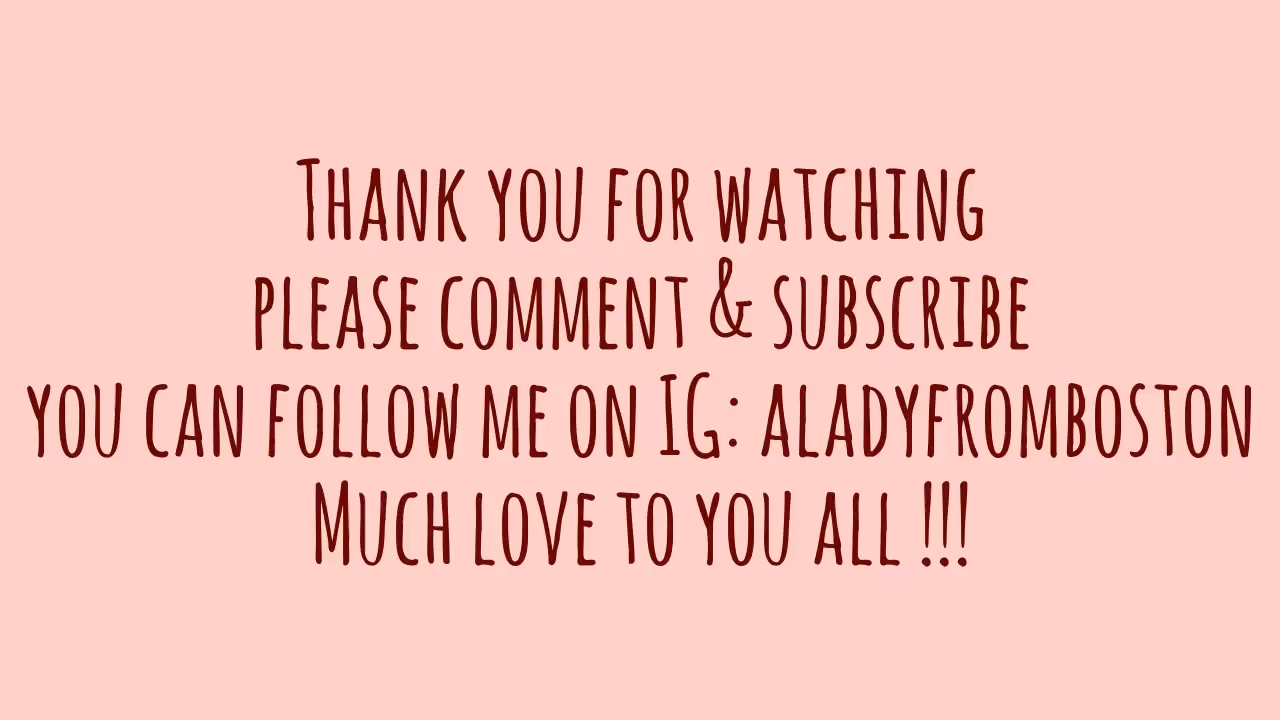 Thank you for watching
please comment & subscribe
you can follow me on IG: aladyfromboston
Much love to you all !!!